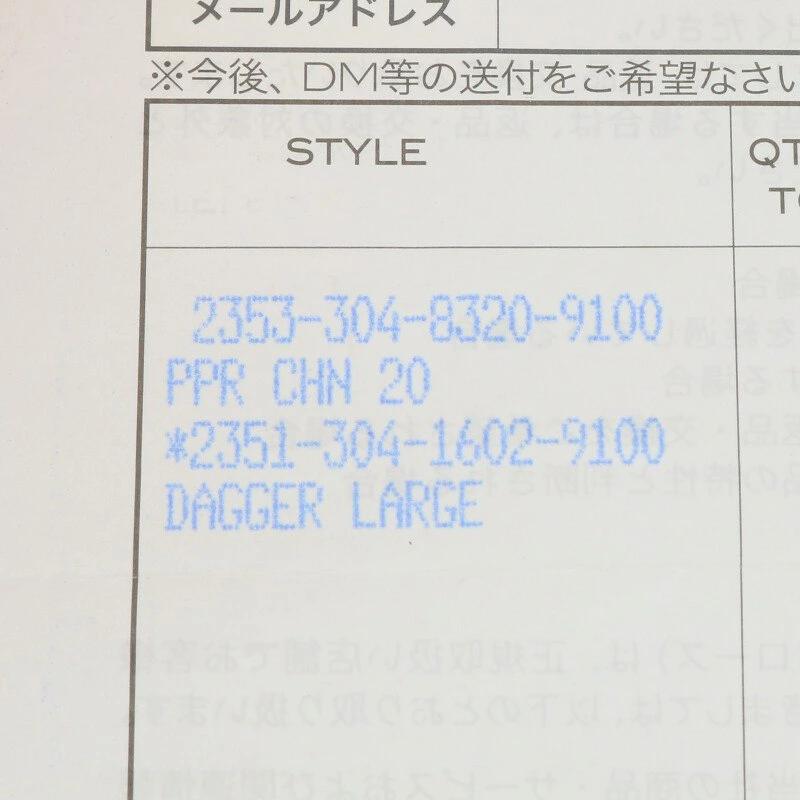 メールアドレス
※今後、DM等の送付をご希望なさい
STYLE
QT
TO
2353-304-8320-9100
PPR CHN 20
*2351-304-1602-9100
DAGGER LARGE